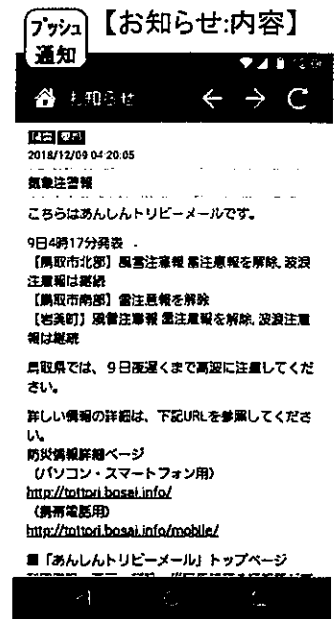 プッシュ
通知
【お知らせ:内容】
お知らせ
2018/12/09 04:20:05
気象注警報
こちらはあんしんトリピーメールです。
9日4時17分発表
【鳥取市北部】風雪注意報 雷注意報を解除、波浪
注意報は継続
【鳥取市南部】雷注意報を解除
【岩美町】風雪注意報 雷注意報を解除、波浪注意
報は継続
鳥取県では、9日夜遅くまで高波に注意してくだ
さい。
詳しい情報の詳細は、下記URLを参照してくださ
い。
防災情報詳細ページ
(パソコン・スマートフォン用)
http://tottori.bosai.info/
(携帯電話用)
http://tottori.bosai.info/mobile/
■「あんしんトリピーメール」トップページ